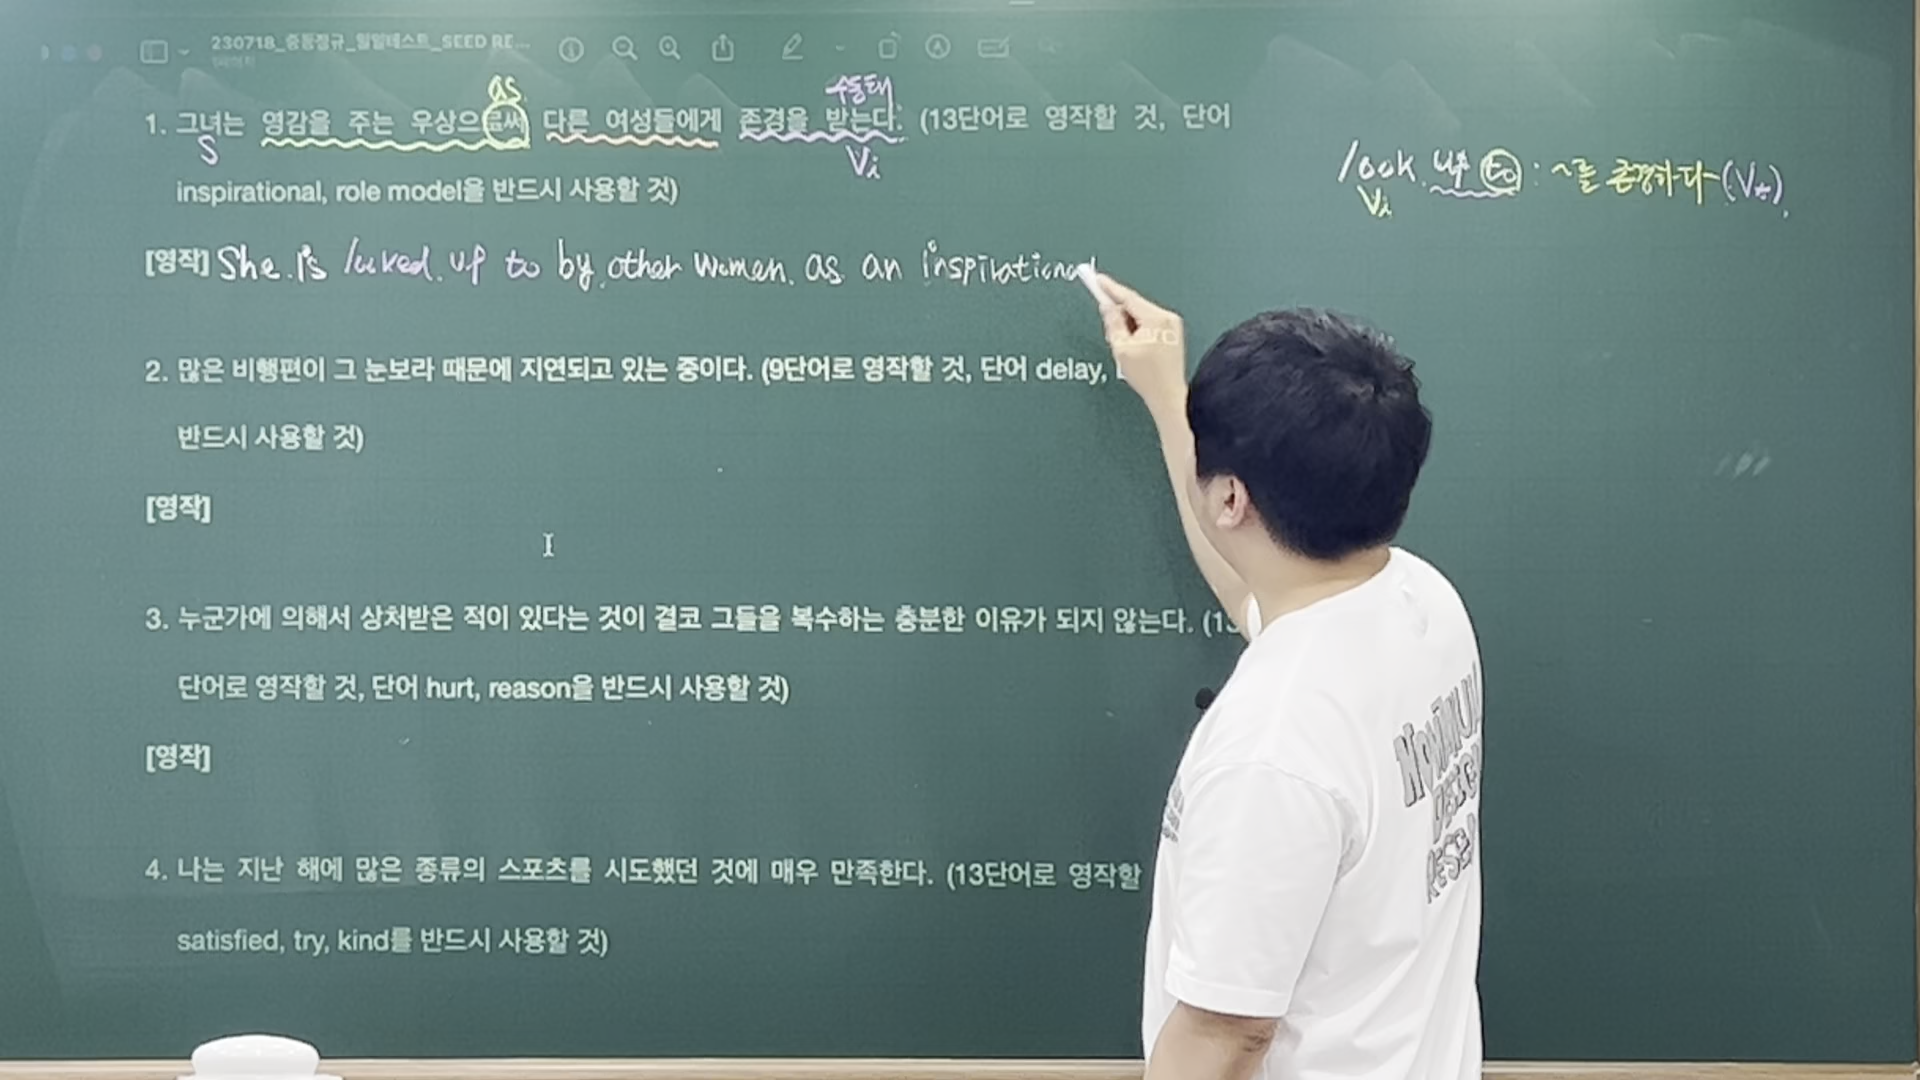 230718_중등정규_일일테스트_SEED RE...
as
수동태
1. 그녀는 영감을 주는 우상으로써 다른 여성들에게 존경을 받는다. (13단어로 영작할 것, 단어
S
Vi
inspirational, role model을 반드시 사용할 것)
look up to : ~를 존경하다 (Vt).
Vi
[영작] She is looked up to by other women as an inspirational
2. 많은 비행편이 그 눈보라 때문에 지연되고 있는 중이다. (9단어로 영작할 것, 단어 delay,
반드시 사용할 것)
[영작]
3. 누군가에 의해서 상처받은 적이 있다는 것이 결코 그들을 복수하는 충분한 이유가 되지 않는다.
단어로 영작할 것, 단어 hurt, reason을 반드시 사용할 것)
[영작]
4. 나는 지난 해에 많은 종류의 스포츠를 시도했던 것에 매우 만족한다. (13단어로 영작할
satisfied, try, kind를 반드시 사용할 것)